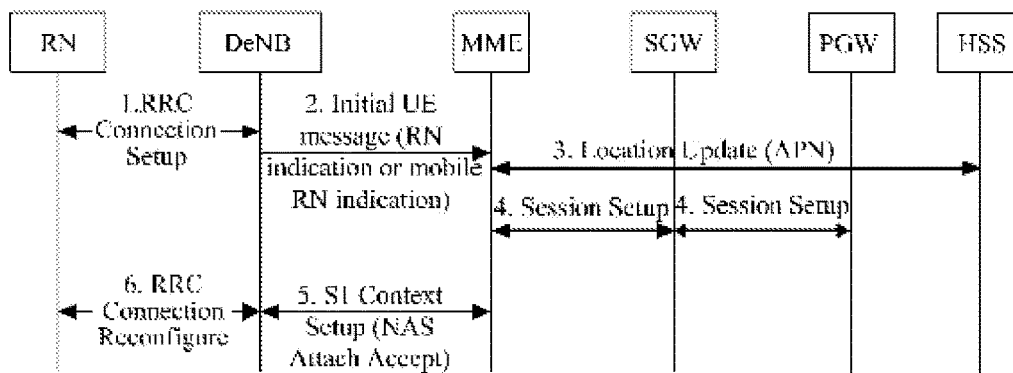 RN DeNB MME SGW PGW HSS
1.RRC
Connection
Setup
2. Initial UE
message (RN
indication or mobile
RN indication)
3. Location Update (APN)
4. Session Setup
4. Session Setup
6. RRC
Connection
Reconfigure
5. S1 Context
Setup (NAS
Attach Accept)